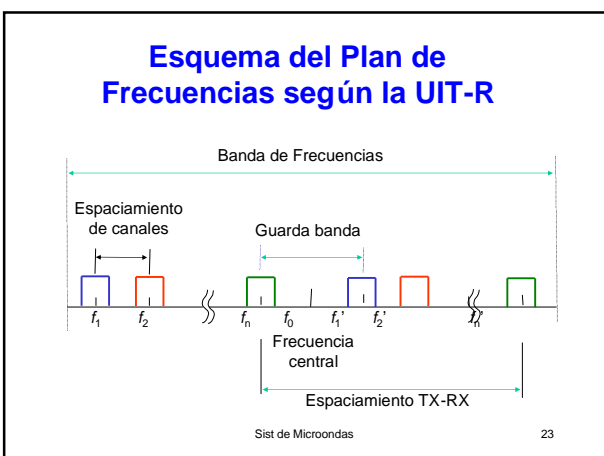 Esquema del Plan de
Frecuencias según la UIT-R
Banda de Frecuencias
Espaciamiento
de canales
Guarda banda
f1 f2 fn f0 f1' f2' fn'
Frecuencia
central
Espaciamiento TX-RX
Sist de Microondas 23